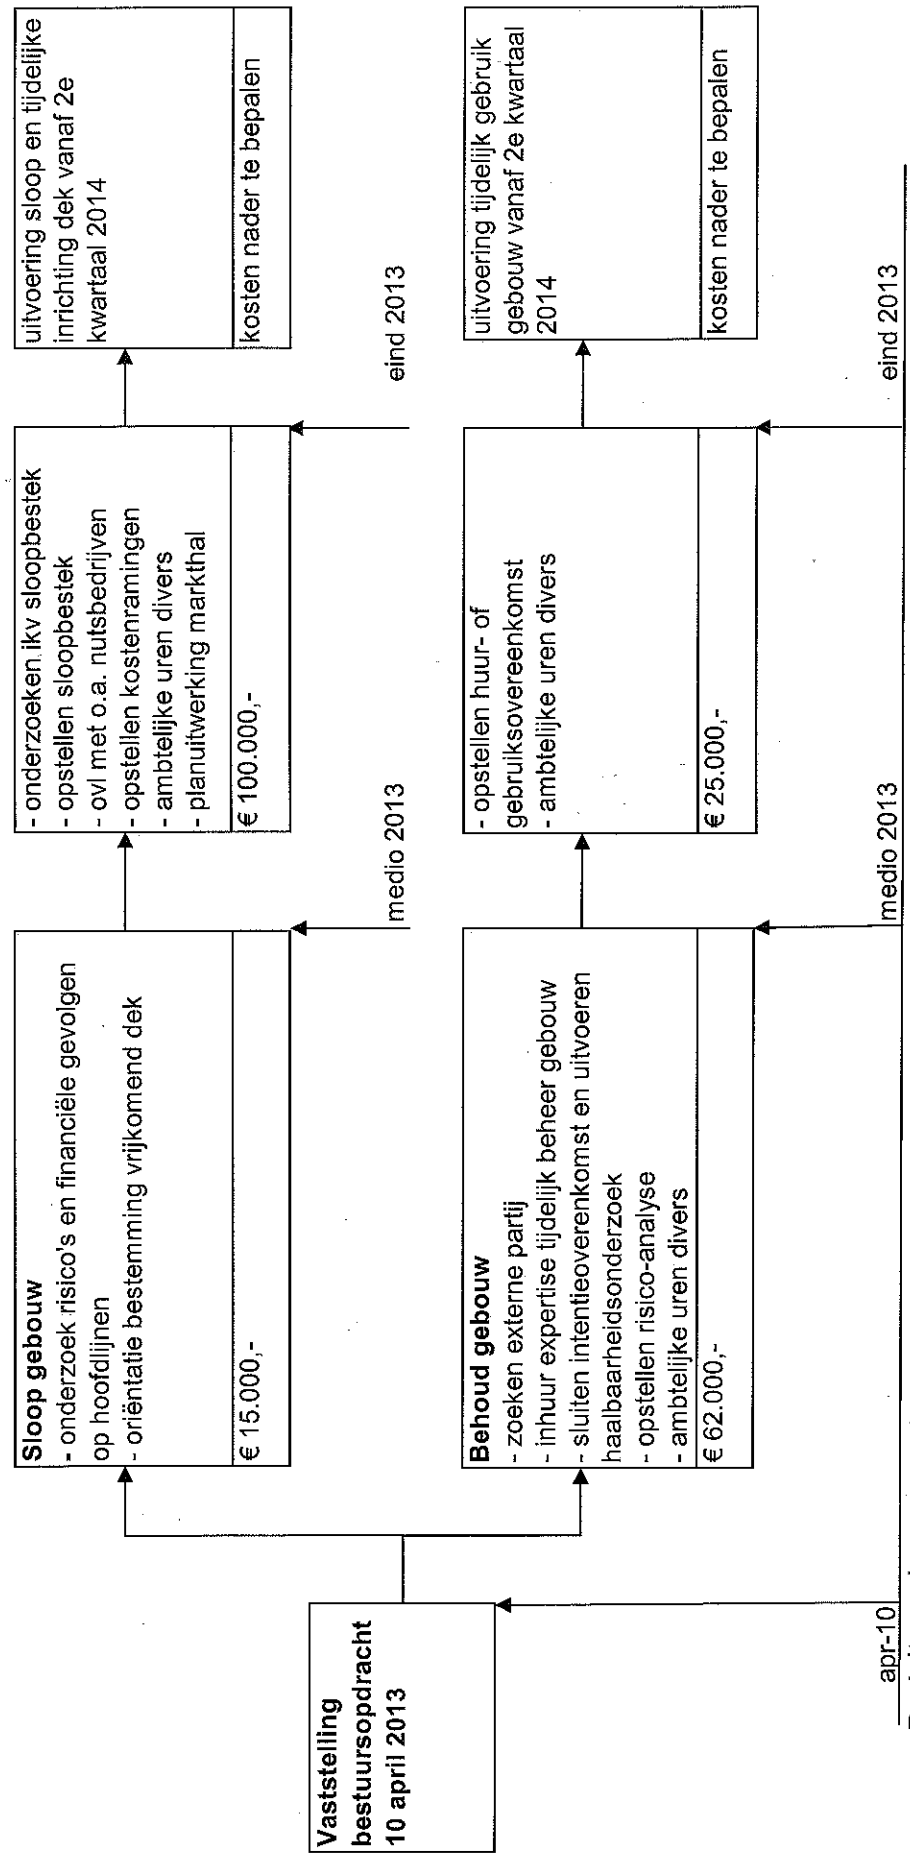 Vaststelling
bestuursopdracht
10 april 2013
Sloop gebouw
- onderzoek risico's en financiële gevolgen
op hoofdlijnen
- oriëntatie bestemming vrijkomend dek
€ 15.000,-
- onderzoeken ikv sloopbestek
- opstellen sloopbestek
- ovl met o.a. nutsbedrijven
- opstellen kostenramingen
- ambtelijke uren divers
- planuitwerking markthal
€ 100.000,-
uitvoering sloop en tijdelijke
inrichting dek vanaf 2e
kwartaal 2014
kosten nader te bepalen
medio 2013
eind 2013
Behoud gebouw
- zoeken externe partij
- inhuur expertise tijdelijk beheer gebouw
- sluiten intentieoverenkomst en uitvoeren
haalbaarheidsonderzoek
- opstellen risico-analyse
- ambtelijke uren divers
€ 62.000,-
- opstellen huur- of
gebruiksovereenkomst
- ambtelijke uren divers
€ 25.000,-
uitvoering tijdelijk gebruik
gebouw vanaf 2e kwartaal
2014
kosten nader te bepalen
apr-10
medio 2013
eind 2013